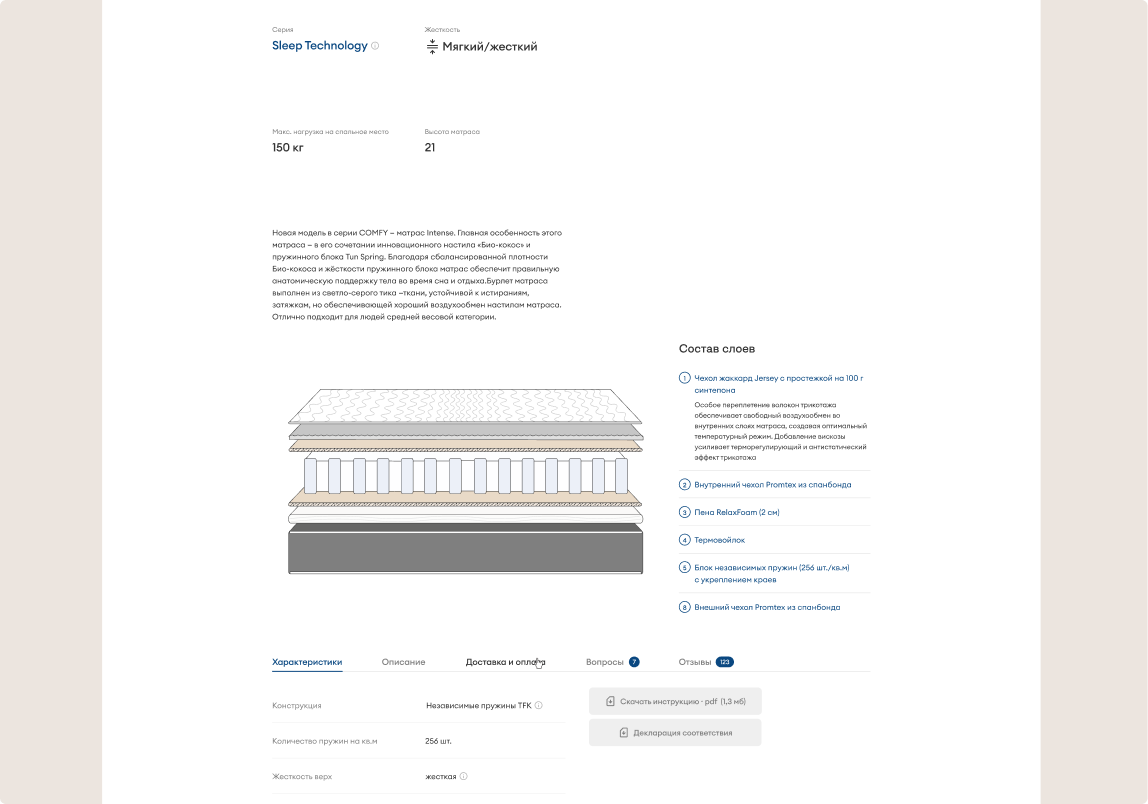 Серия
Жесткость
Sleep Technology
Мягкий/жесткий
Макс. нагрузка на спальное место
Высота матраса
150 кг
21
Новая модель в серии COMFY – матрас Intense. Главная особенность этого
матраса – в его сочетании инновационного настила «Био-кокос» и
пружинного блока Tun Spring. Благодаря сбалансированной плотности
Био-кокоса и жёсткости пружинного блока матрас обеспечит правильную
анатомическую поддержку тела во время сна и отдыха.Бурлет матраса
выполнен из светло-серого тика –ткани, устойчивой к истираниям,
затяжкам, но обеспечивающей хороший воздухообмен настилам матраса.
Отлично подходит для людей средней весовой категории.
Состав слоев
1 Чехол жаккард Jersey с простежкой на 100 г
синтепона
Особое переплетение волокон трикотажа
обеспечивает свободный воздухообмен во
внутренних слоях матраса, создавая оптимальный
температурный режим. Добавление вискозы
усиливает терморегулирующий и антистатический
эффект трикотажа
2 Внутренний чехол Promtex из спанбонда
3 Пена RelaxFoam (2 см)
4 Термовойлок
5 Блок независимых пружин (256 шт./кв.м)
с укреплением краев
8 Внешний чехол Promtex из спанбонда
Характеристики
Описание
Доставка и оплата
Вопросы 7
Отзывы 123
Конструкция
Независимые пружины TFK
Количество пружин на кв.м
256 шт.
Жесткость верх
жесткая
Скачать инструкцию - pdf (1,3 мб)
Декларация соответствия